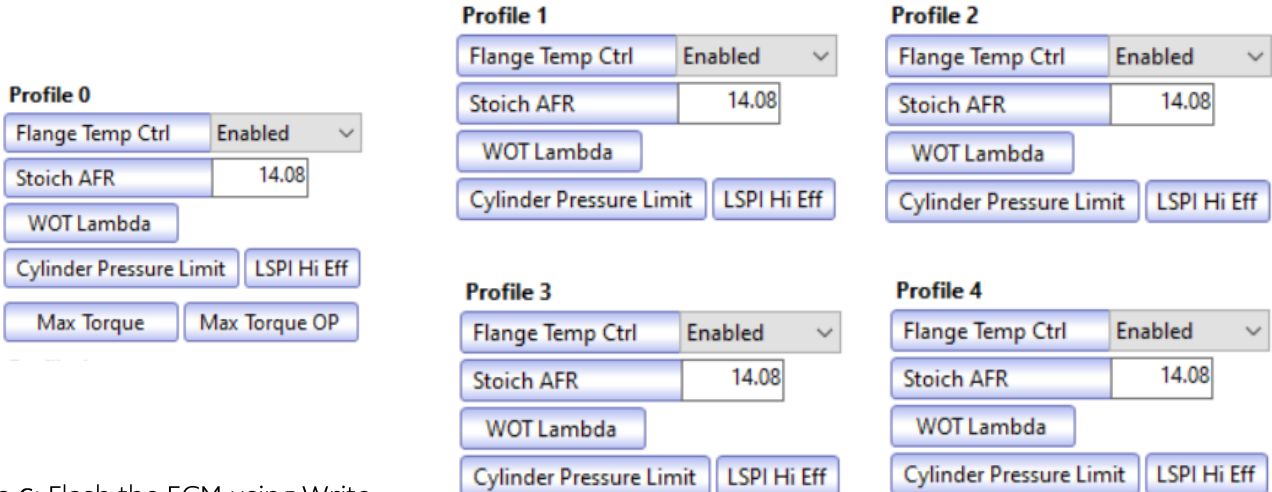 Profile 0
Flange Temp Ctrl Enabled
Stoich AFR 14.08
WOT Lambda
Cylinder Pressure Limit LSPI Hi Eff
Max Torque Max Torque OP
Profile 1
Flange Temp Ctrl Enabled
Stoich AFR 14.08
WOT Lambda
Cylinder Pressure Limit LSPI Hi Eff
Profile 2
Flange Temp Ctrl Enabled
Stoich AFR 14.08
WOT Lambda
Cylinder Pressure Limit LSPI Hi Eff
Profile 3
Flange Temp Ctrl Enabled
Stoich AFR 14.08
WOT Lambda
Cylinder Pressure Limit LSPI Hi Eff
Profile 4
Flange Temp Ctrl Enabled
Stoich AFR 14.08
WOT Lambda
Cylinder Pressure Limit LSPI Hi Eff